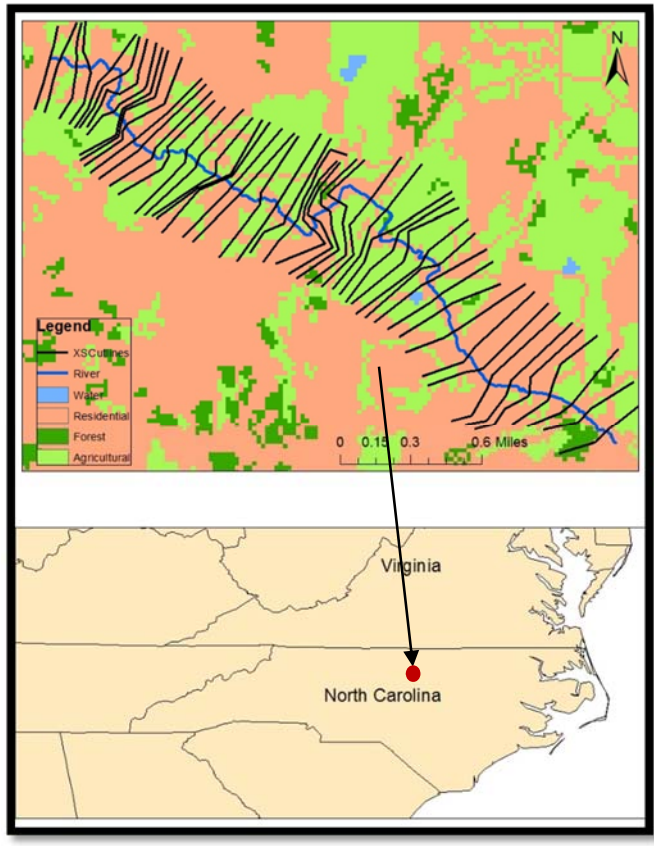 N
Legend
XSCutlines
River
Water
Residential
Forest
Agricultural
0 0.15 0.3 0.6 Miles
Virginia
North Carolina